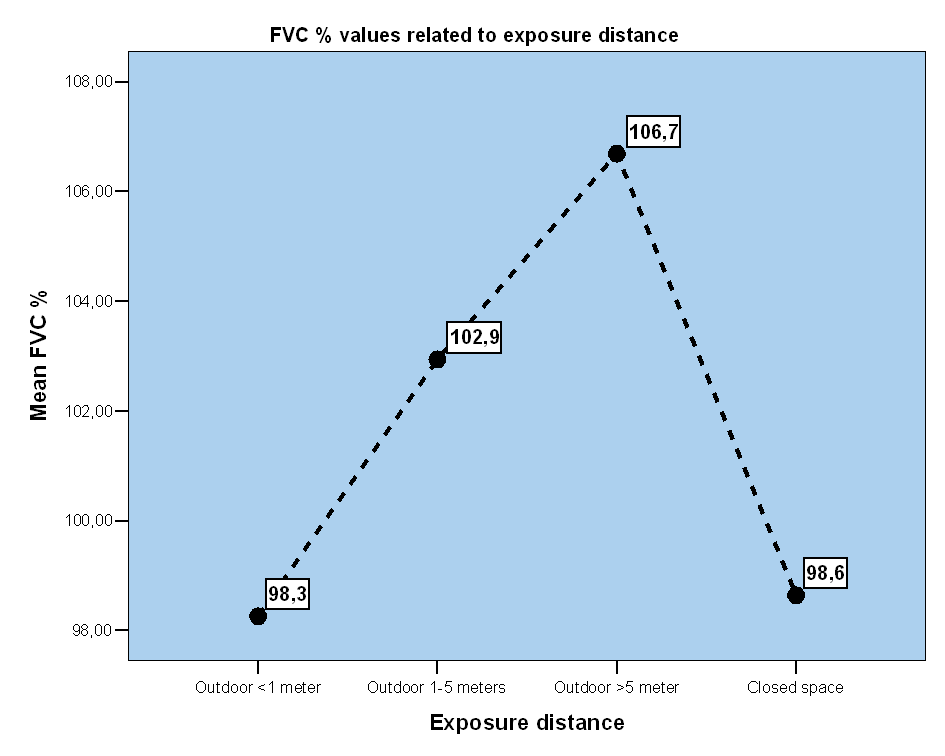 FVC % values related to exposure distance
108,00
106,00
104,00
102,00
100,00
98,00
Mean FVC %
98,3
102,9
106,7
98,6
Outdoor <1 meter
Outdoor 1-5 meters
Outdoor >5 meter
Closed space
Exposure distance